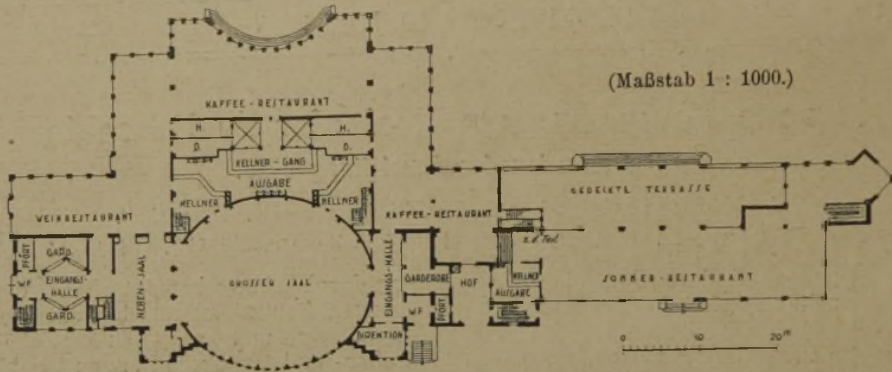 (Maßstab 1 : 1000.)
KAFFEE-RESTAURANT
H.
H.
D.
D.
KELLNER-GANG
AUSGABE
KELLNER
KELLNER
WEINRESTAURANT
KAFFEE-RESTAURANT
GEDECKTE TERRASSE
z.d. Toil.
PFÖRT
GARD.
W.F.
EINGANGS-
HALLE
GARD.
NEBEN-SAAL
GROSSER SAAL
EINGANGS-HALLE
GARDEROBE
HOF
W.F.
PFÖRT
DIREKTION
KELLNER
AUSGABE
SOMMER-RESTAURANT
0 10 20 m